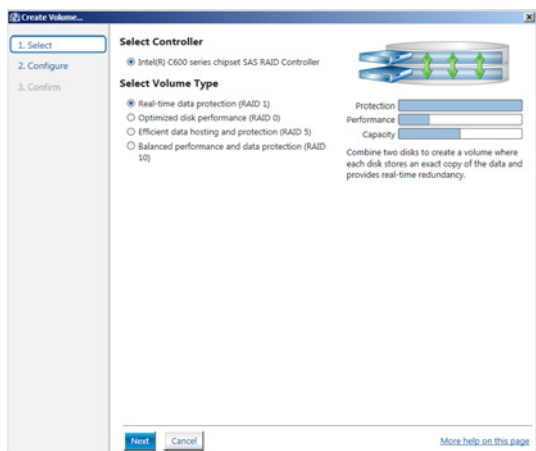 Create Volume...
1. Select
2. Configure
3. Confirm
Select Controller
Intel(R) C600 series chipset SAS RAID Controller
Select Volume Type
Real-time data protection (RAID 1)
Optimized disk performance (RAID 0)
Efficient data hosting and protection (RAID 5)
Balanced performance and data protection (RAID
10)
Protection
Performance
Capacity
Combine two disks to create a volume where
each disk stores an exact copy of the data and
provides real-time redundancy.
Next
Cancel
More help on this page